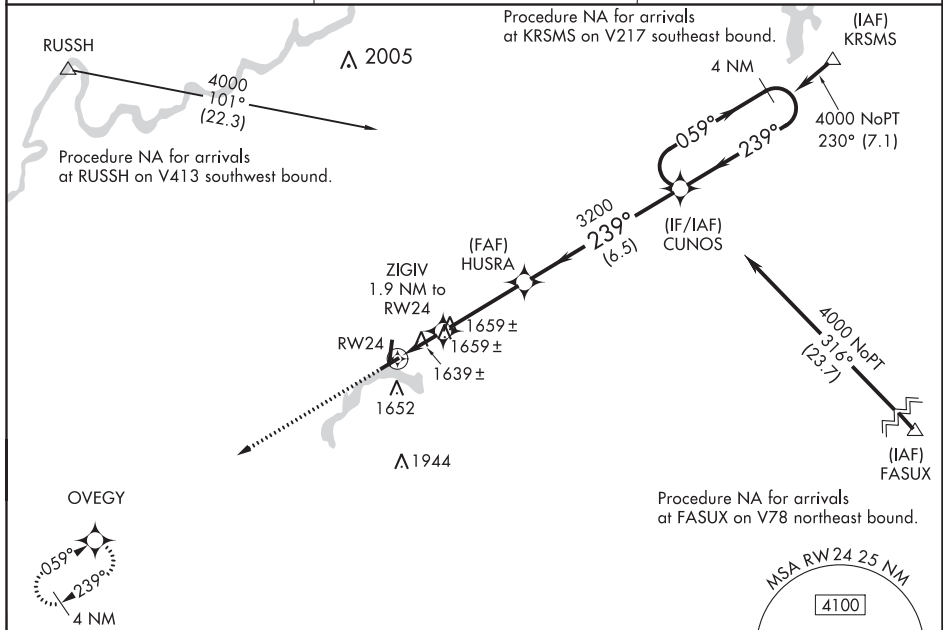 Procedure NA for arrivals
at KRSMS on V217 southeast bound.
(IAF)
KRSMS
RUSSH
2005
4 NM
4000
101°
(22.3)
059°
239°
4000 NoPT
230° (7.1)
Procedure NA for arrivals
at RUSSH on V413 southwest bound.
3200
239°
(6.5)
(IF/IAF)
CUNOS
(FAF)
HUSRA
ZIGIV
1.9 NM to
RW24
1659±
RW24
1659±
1639±
1652
4000 NoPT
316°
(23.7)
1944
(IAF)
FASUX
OVEGY
Procedure NA for arrivals
at FASUX on V78 northeast bound.
059°
239°
4 NM
MSA RW24 25 NM
4100